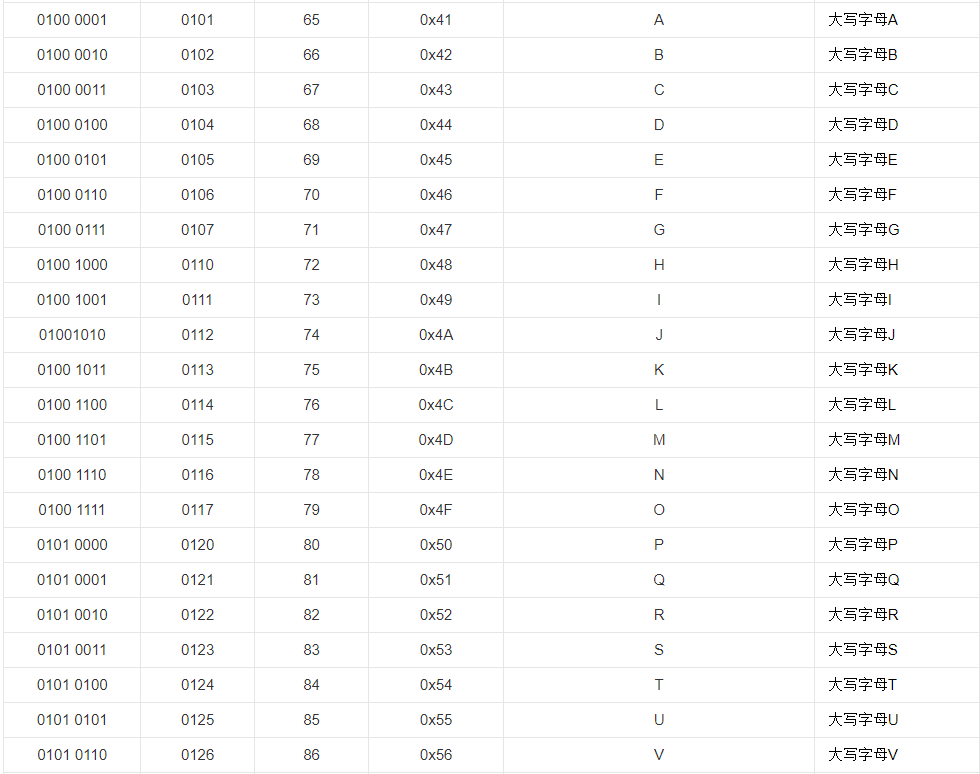 0100 0001 0101 65 0x41 A 大写字母A
0100 0010 0102 66 0x42 B 大写字母B
0100 0011 0103 67 0x43 C 大写字母C
0100 0100 0104 68 0x44 D 大写字母D
0100 0101 0105 69 0x45 E 大写字母E
0100 0110 0106 70 0x46 F 大写字母F
0100 0111 0107 71 0x47 G 大写字母G
0100 1000 0110 72 0x48 H 大写字母H
0100 1001 0111 73 0x49 I 大写字母I
01001010 0112 74 0x4A J 大写字母J
0100 1011 0113 75 0x4B K 大写字母K
0100 1100 0114 76 0x4C L 大写字母L
0100 1101 0115 77 0x4D M 大写字母M
0100 1110 0116 78 0x4E N 大写字母N
0100 1111 0117 79 0x4F O 大写字母O
0101 0000 0120 80 0x50 P 大写字母P
0101 0001 0121 81 0x51 Q 大写字母Q
0101 0010 0122 82 0x52 R 大写字母R
0101 0011 0123 83 0x53 S 大写字母S
0101 0100 0124 84 0x54 T 大写字母T
0101 0101 0125 85 0x55 U 大写字母U
0101 0110 0126 86 0x56 V 大写字母V